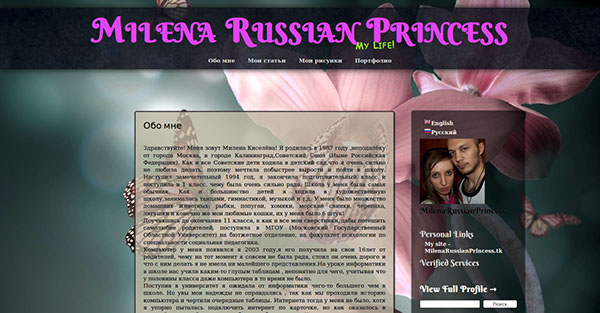 Milena Russian Princess
My LIFE!
Обо мне Мои статьи Мои рисунки Портфолио
Обо мне
Здравствуйте! Меня зовут Милена Киселёва! Я родилась в 1987 году ,неподалёку
от города Москва, в городе Калининград,Советский Союз (Ныне Российская
Федерация). Как и все Советские дети ходила в детский сад,что я очень сильно
не любила делать, поэтому мечтала побыстрее вырости и пойти в школу.
Наступил замечательный 1994 год, я закончила подготовительный класс, и
поступила в 1 класс, чему была очень сильно рада. Школа у меня была самая
обычная. Как и большинство детей я ходила в художественную
школу,занималась танцами, гимнастикой, музыкой и т.д. У меня было множество
домашних животных: рыбки, попугаи, хомяки, морские свинки, черепаха,
лягушки и конечно же мои любимые кошки, их у меня было 6 штук!
Доучившись до окончания 11 класса, я как и все мои сверстники,дабы потешить
самолюбие родителей, поступила в МГОУ (Московский Государственный
Областной Университет) на бюджетное отделение, на факультет психологии по
специальности социальная педагогика.
Компьютер у меня появился в 2003 году,я его получила на свои 16лет от
родителей, чему на тот момент я совсем не была рада, стоил он очень дорого и
что с ним делать я не имела ни малейшего представления.На уроке информатики
в школе нас учили каким-то глупым таблицам , непонятно для чего, учитывая что
у половины класса даже компьютера в то время не было.
Поступив в университет я ожидала от информатики чего-то большего чем в
школе. Но увы мои надежды не оправдались , так как мы проходили историю
компьютера и чертили очередные таблицы. Интернета тогда у меня не было, хотя
я упорно пыталась подключить интернет по карточке, но как оказалось в
English
Русский
Milena Russian Princess
Personal Links
My site -
MilenaRussianPrincess.tk
Verified Services
View Full Profile →
Поиск